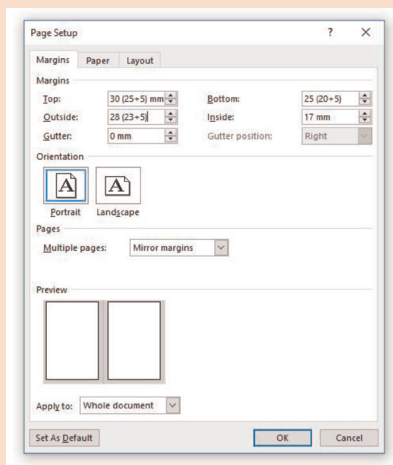 Page Setup ? ×
Margins Paper Layout
Margins
Top: 30 (25+5) mm Bottom: 25 (20+5)
Outside: 28 (23+5) Inside: 17 mm
Gutter: 0 mm Gutter position: Right
Orientation
Portrait Landscape
Pages
Multiple pages: Mirror margins
Preview
Apply to: Whole document
Set As Default OK Cancel